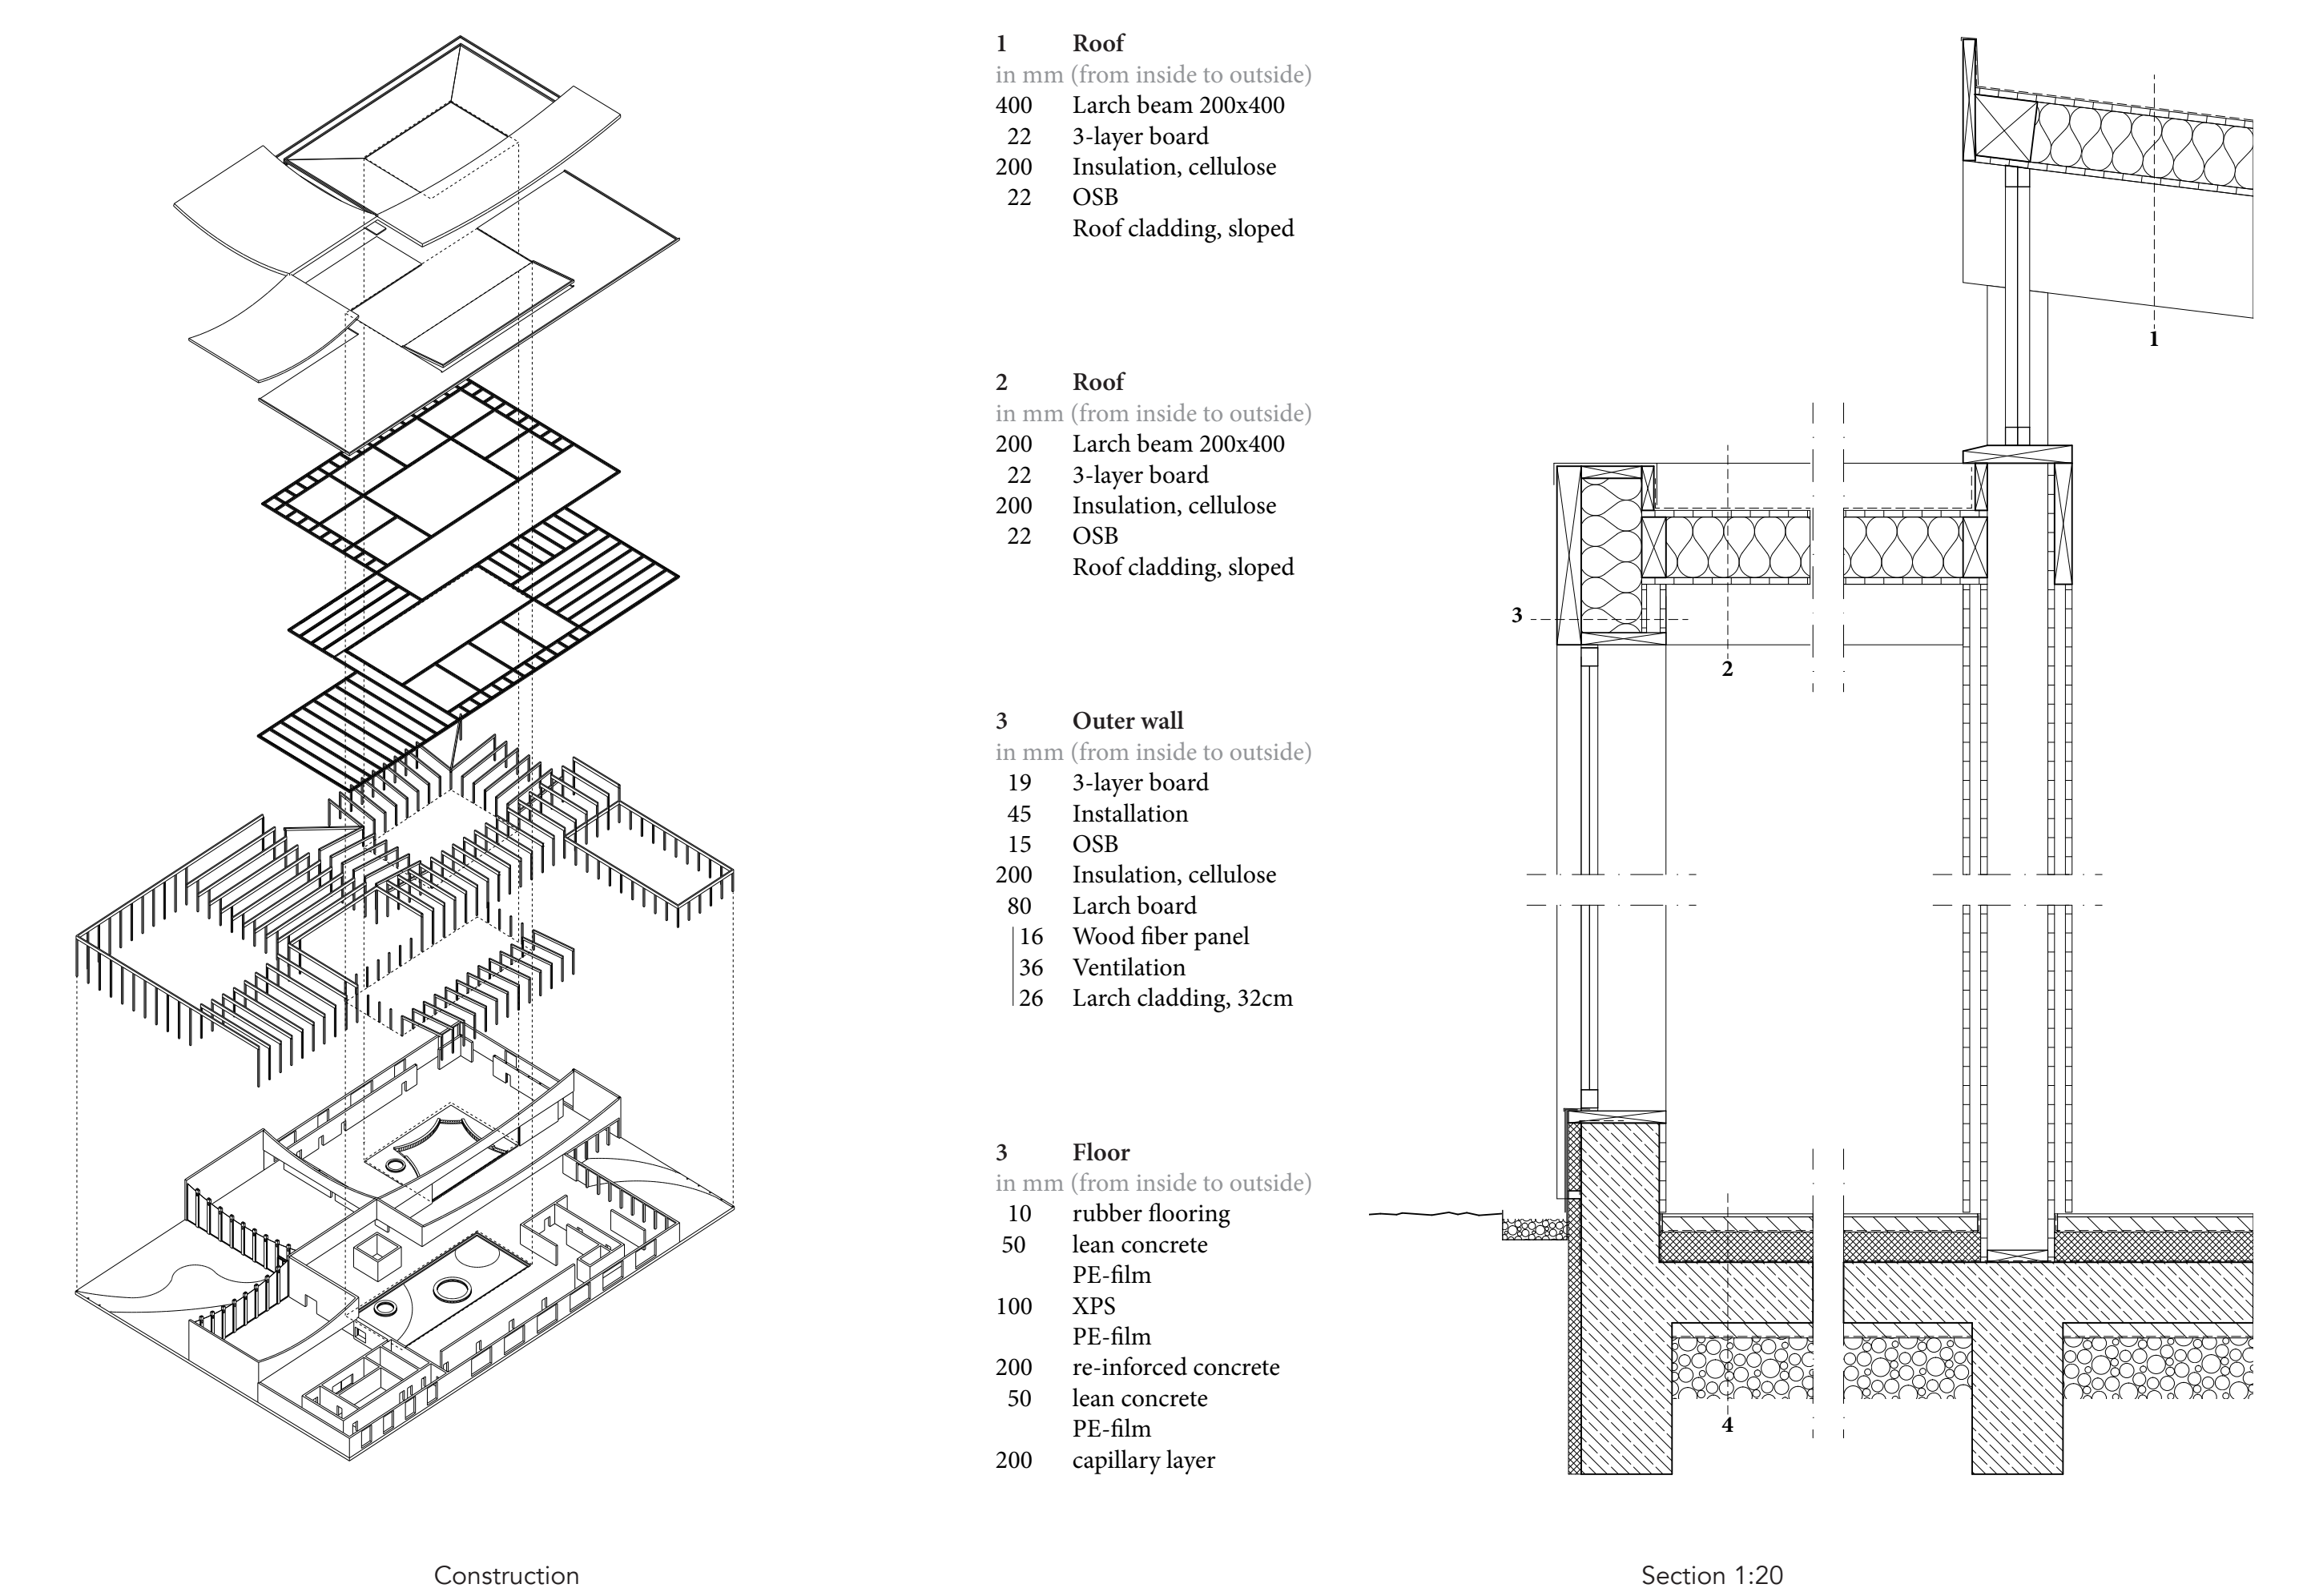 1 Roof
in mm (from inside to outside)
400 Larch beam 200x400
22 3-layer board
200 Insulation, cellulose
22 OSB
Roof cladding, sloped
2 Roof
in mm (from inside to outside)
200 Larch beam 200x400
22 3-layer board
200 Insulation, cellulose
22 OSB
Roof cladding, sloped
3 Outer wall
in mm (from inside to outside)
19 3-layer board
45 Installation
15 OSB
200 Insulation, cellulose
80 Larch board
16 Wood fiber panel
36 Ventilation
26 Larch cladding, 32cm
3 Floor
in mm (from inside to outside)
10 rubber flooring
50 lean concrete
PE-film
100 XPS
PE-film
200 re-inforced concrete
50 lean concrete
PE-film
200 capillary layer
1
3
2
4
Construction
Section 1:20